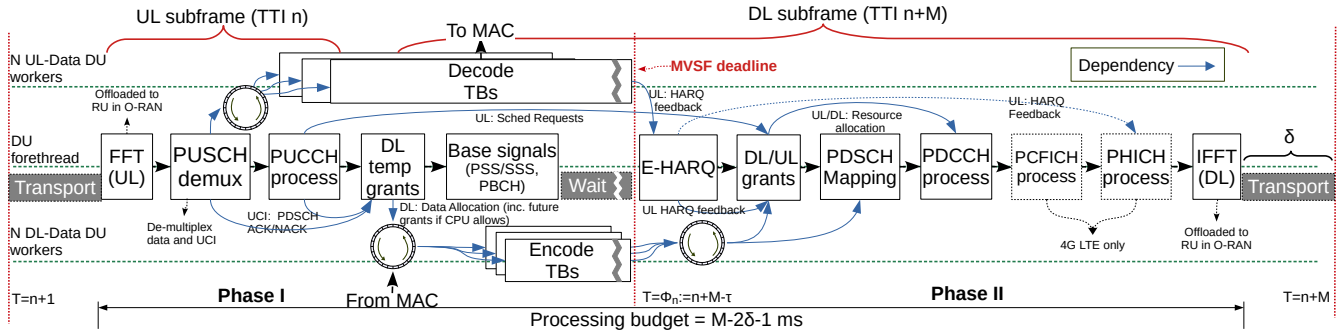 UL subframe (TTI n)
DL subframe (TTI n+M)
To MAC
N UL-Data DU
workers
Decode
TBs
MVSF deadline
Dependency
Offloaded to
RU in O-RAN
UL: HARQ
feedback
UL: Sched Requests
UL/DL: Resource
allocation
UL: HARQ
Feedback
DU
forethread
Transport
FFT
(UL)
PUSCH
demux
PUCCH
process
DL
temp
grants
Base signals
(PSS/SSS,
PBCH)
Wait
E-HARQ
DL/UL
grants
PDSCH
Mapping
PDCCH
process
PCFICH
process
PHICH
process
IFFT
(DL)
δ
Transport
De-multiplex
data and UCI
UCI: PDSCH
ACK/NACK
DL: Data Allocation (inc. future
grants if CPU allows)
UL HARQ feedback
4G LTE only
Offloaded to
RU in O-RAN
N DL-Data DU
workers
Encode
TBs
From MAC
T=n+1
Phase I
T=Φn:=n+M-τ
Phase II
T=n+M
Processing budget = M-2δ-1 ms